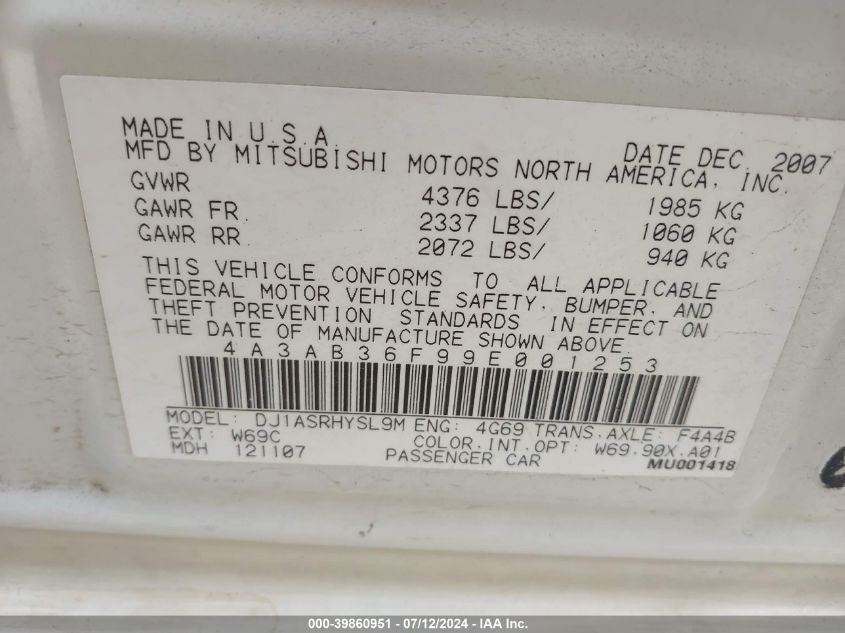 MADE IN U.S.A. DATE DEC. 2007
MFD BY MITSUBISHI MOTORS NORTH AMERICA, INC.
GVWR 4376 LBS/ 1985 KG
GAWR FR. 2337 LBS/ 1060 KG
GAWR RR 2072 LBS/ 940 KG
THIS VEHICLE CONFORMS TO ALL APPLICABLE
FEDERAL MOTOR VEHICLE SAFETY, BUMPER, AND
THEFT PREVENTION STANDARDS IN EFFECT ON
THE DATE OF MANUFACTURE SHOWN ABOVE.
4A3AB36F99E001253
MODEL: DJ1ASRHYSL9M ENG: 4G69 TRANS.AXLE: F4A4B
EXT: W69C COLOR.INT.OPT: W69.90X.A01
MDH 121107 PASSENGER CAR MU001418
000-39860951 - 07/12/2024 - IAA Inc.